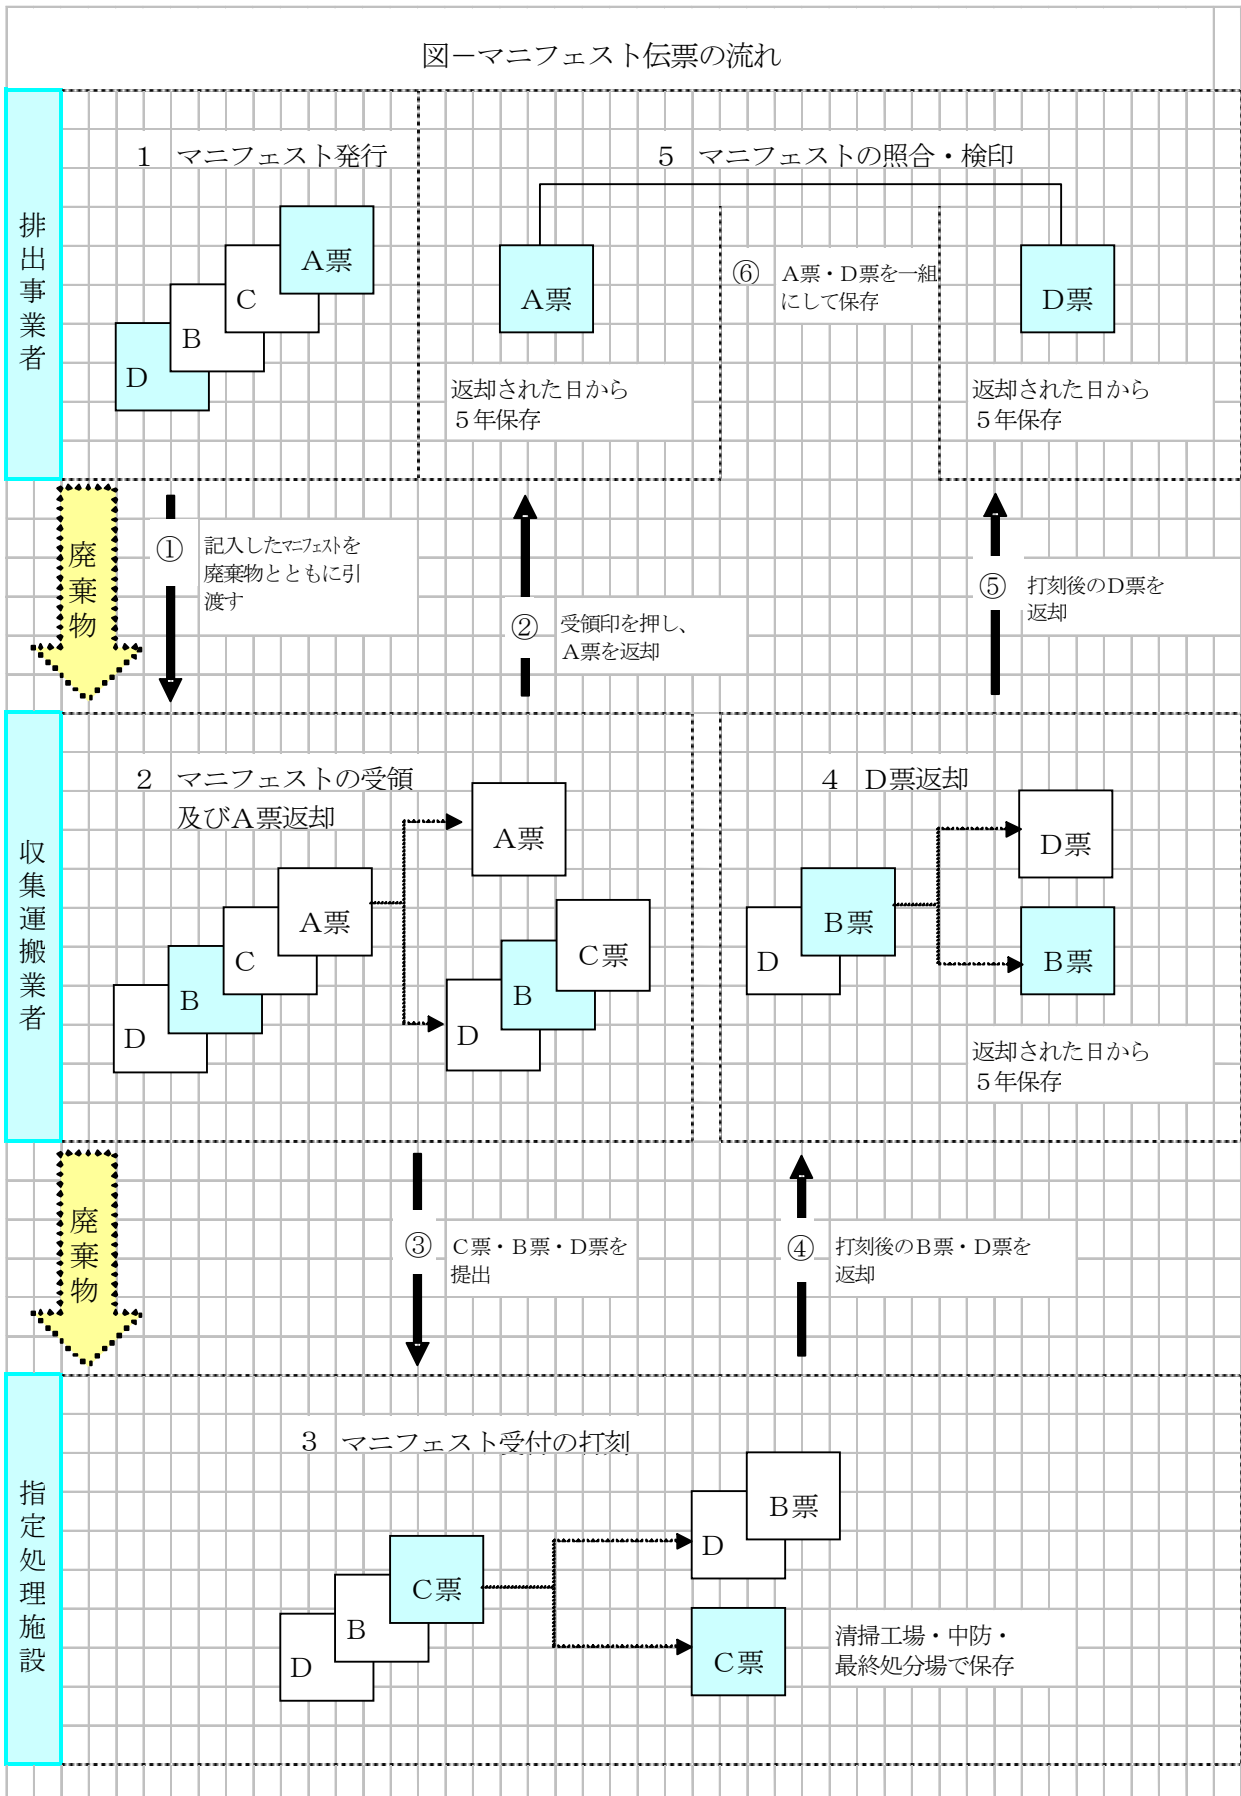 図－マニフェスト伝票の流れ
排出事業者
１　マニフェスト発行
Ａ票
Ｃ
Ｂ
Ｄ
５　マニフェストの照合・検印
Ａ票
⑥　Ａ票・Ｄ票を一組
にして保存
Ｄ票
返却された日から
５年保存
返却された日から
５年保存
廃棄物
①　記入したマニフェストを
廃棄物とともに引
渡す
②　受領印を押し、
Ａ票を返却
⑤　打刻後のＤ票を
返却
収集運搬業者
２　マニフェストの受領
及びＡ票返却
Ａ票
Ｃ
Ｂ
Ｄ
Ａ票
Ｃ票
Ｂ
Ｄ
４　Ｄ票返却
Ｂ票
Ｄ
Ｄ票
Ｂ票
返却された日から
５年保存
廃棄物
③　Ｃ票・Ｂ票・Ｄ票を
提出
④　打刻後のＢ票・Ｄ票を
返却
指定処理施設
３　マニフェスト受付の打刻
Ｃ票
Ｂ
Ｄ
Ｂ票
Ｄ
Ｃ票
清掃工場・中防・
最終処分場で保存